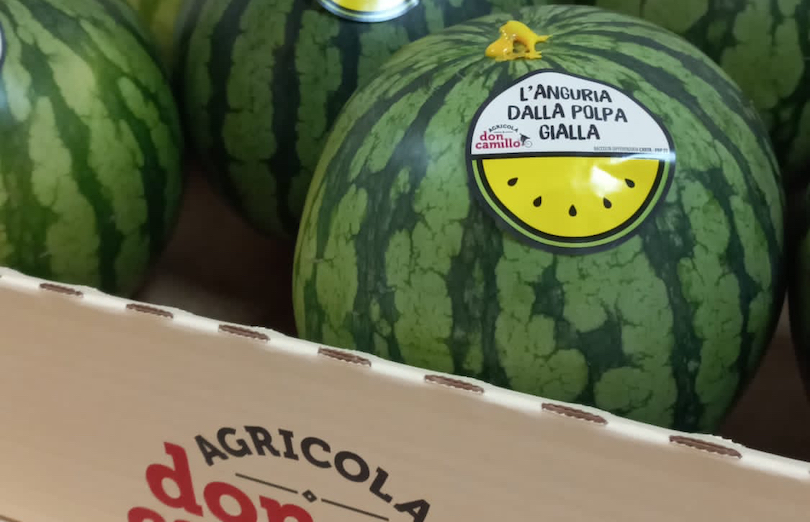 L'ANGURIA
DALLA POLPA
GIALLA
AGRICOLA
don
camillo
AGRICOLA
don